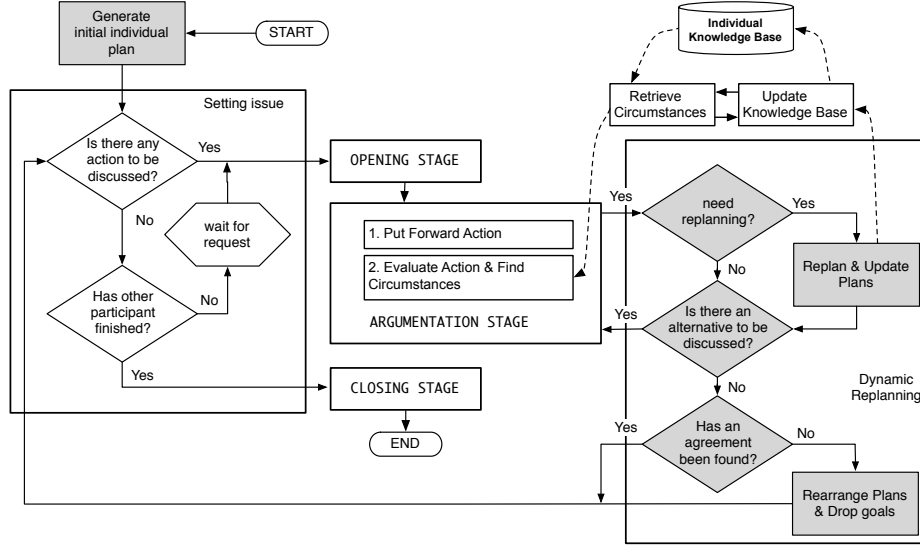 Generate
initial individual
plan
START
Individual
Knowledge Base
Retrieve
Circumstances
Update
Knowledge Base
Setting issue
Is there any
action to be
discussed?
Yes
No
wait for
request
Has other
participant
finished?
No
Yes
OPENING STAGE
1. Put Forward Action
2. Evaluate Action & Find
Circumstances
ARGUMENTATION STAGE
CLOSING STAGE
END
Yes
need
replanning?
Yes
No
Replan & Update
Plans
Yes
Is there an
alternative to be
discussed?
No
Dynamic
Replanning
Yes
Has an
agreement
been found?
No
Rearrange Plans
& Drop goals